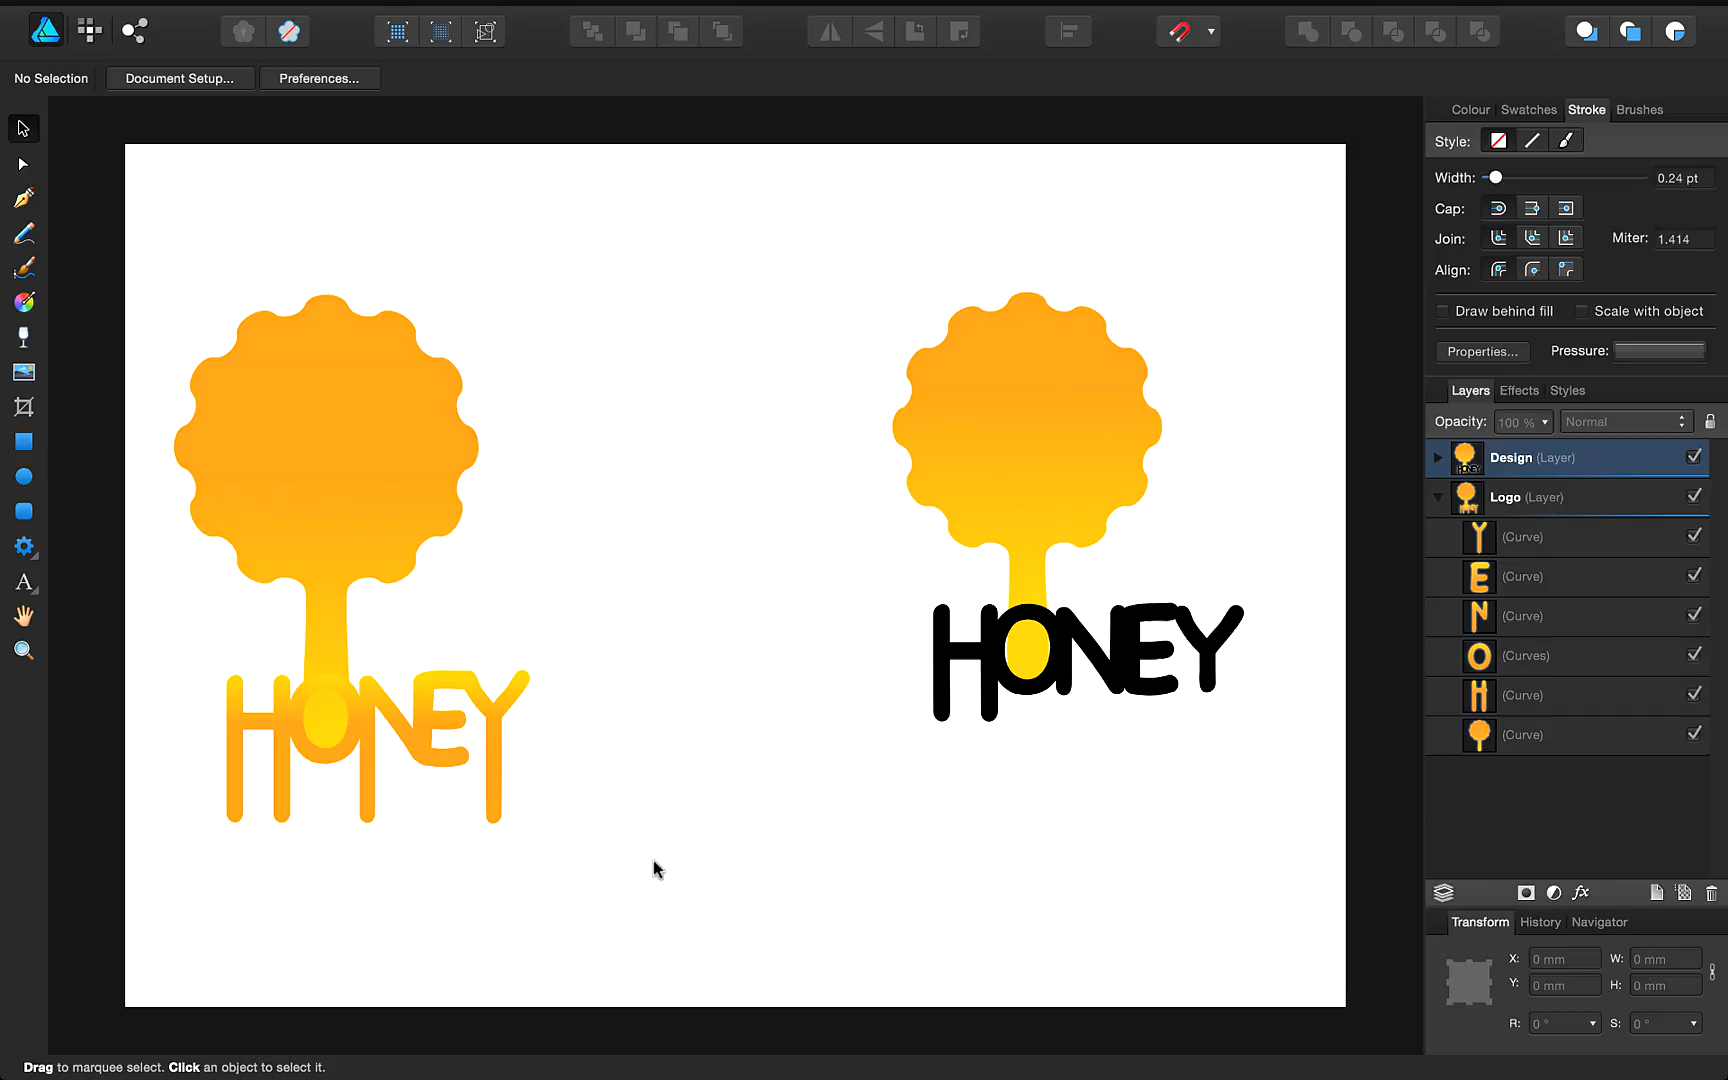 No Selection
Document Setup...
Preferences...
Colour Swatches Stroke Brushes
Style:
Width: 0.24 pt
Cap:
Join: Miter: 1.414
Align:
Draw behind fill Scale with object
Properties... Pressure:
Layers Effects Styles
Opacity: 100 % Normal
Design (Layer)
Logo (Layer)
(Curve)
(Curve)
(Curve)
(Curves)
(Curve)
(Curve)
HONEY
HONEY
A
fx
Transform History Navigator
X: 0 mm W: 0 mm
Y: 0 mm H: 0 mm
R: 0 ° S: 0 °
Drag to marquee select. Click an object to select it.